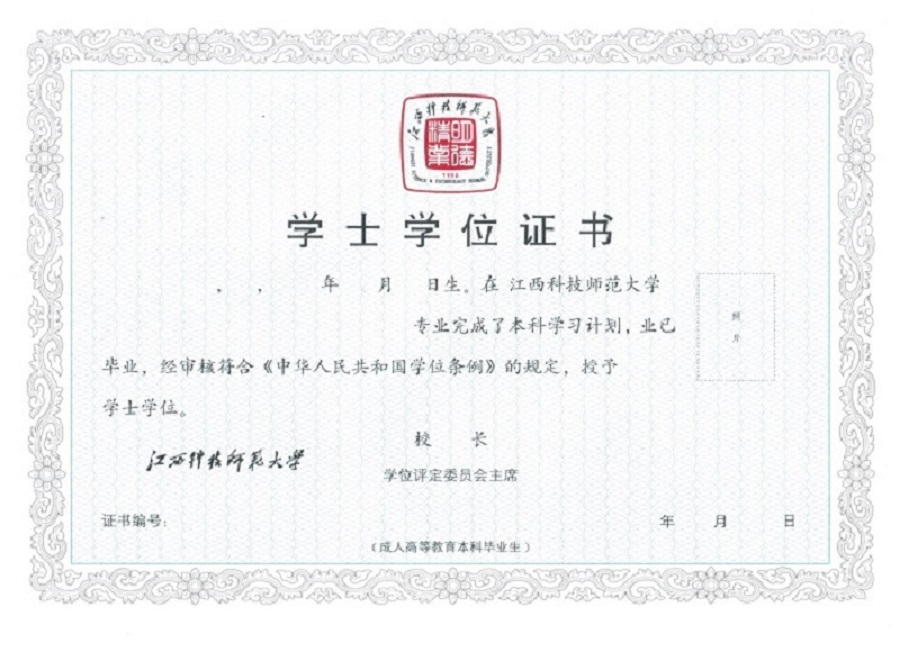 江西科技师范大学
明德
精业
学士学位证书
， ， 年 月 日生。在 江西科技师范大学
专业完成了本科学习计划，业已
照
片
毕业，经审核符合《中华人民共和国学位条例》的规定，授予
学士学位。
校 长
江西科技师范大学
学位评定委员会主席
证书编号:
年 月 日
(成人高等教育本科毕业生)